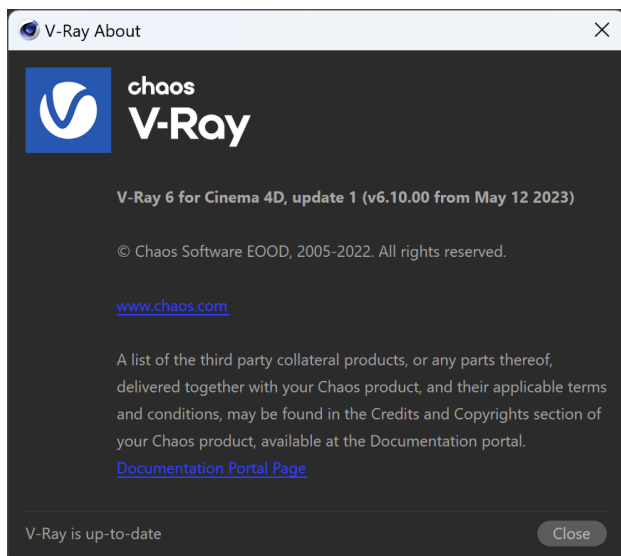 V-Ray About
chaos
V-Ray
V-Ray 6 for Cinema 4D, update 1 (v6.10.00 from May 12 2023)
© Chaos Software EOOD, 2005-2022. All rights reserved.
www.chaos.com
A list of the third party collateral products, or any parts thereof,
delivered together with your Chaos product, and their applicable terms
and conditions, may be found in the Credits and Copyrights section of
your Chaos product, available at the Documentation portal.
Documentation Portal Page
V-Ray is up-to-date
Close